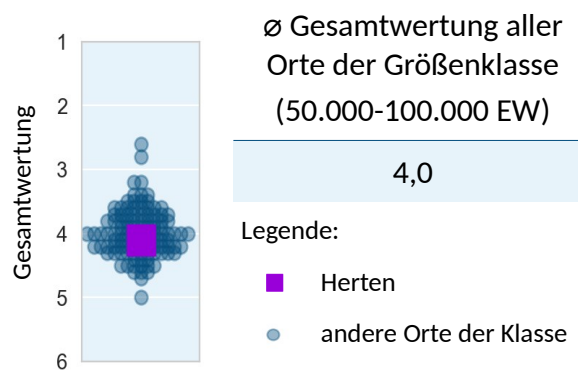 Gesamtwertung
1
2
3
4
5
6
⌀ Gesamtwertung aller
Orte der Größenklasse
(50.000-100.000 EW)
4,0
Legende:
Herten
andere Orte der Klasse